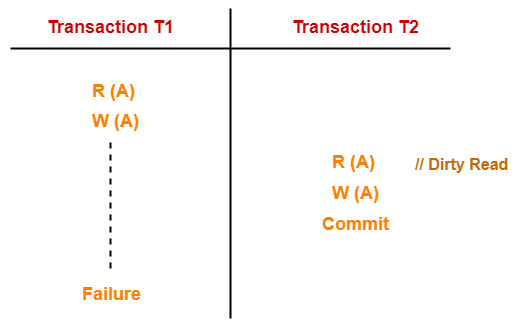 Transaction T1 Transaction T2
R (A)
W (A)
R (A) // Dirty Read
W (A)
Commit
Failure